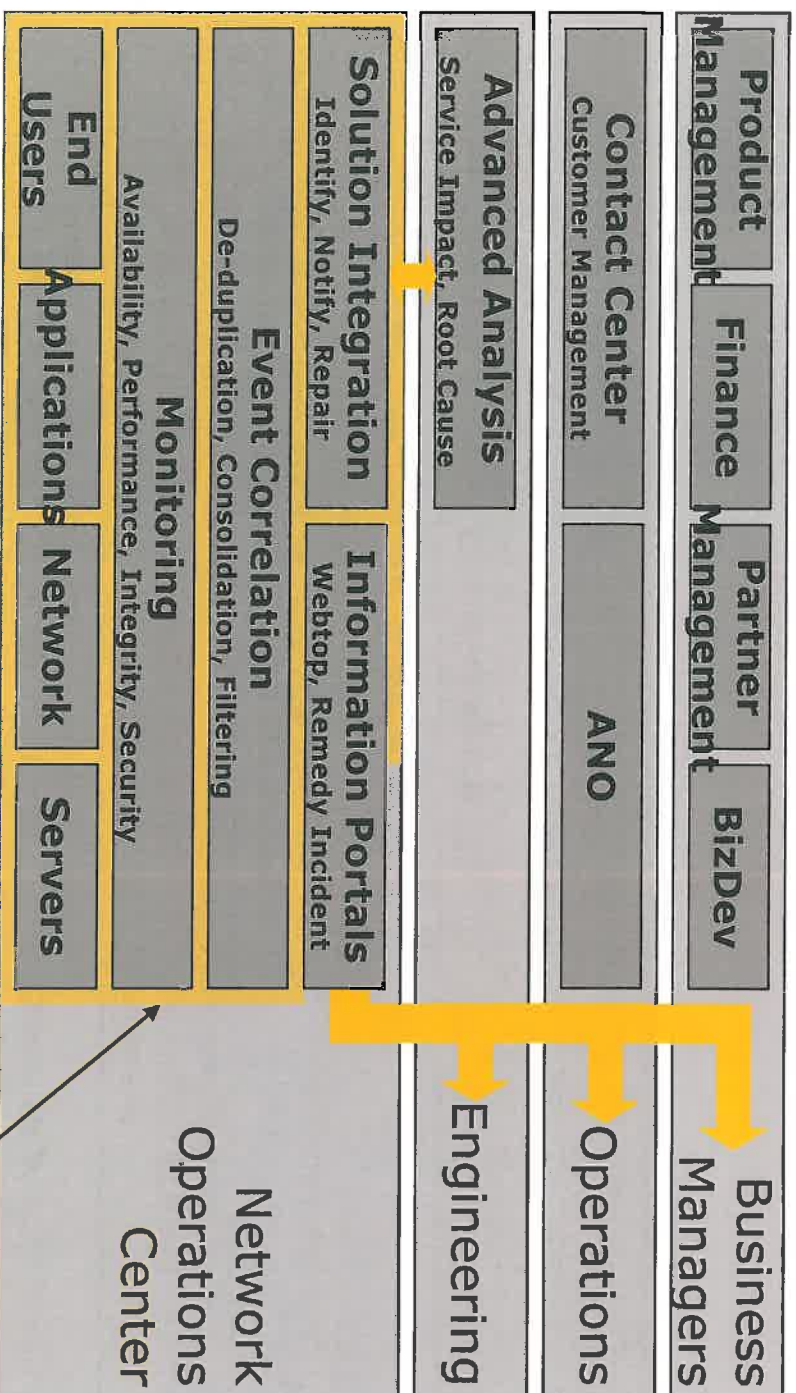 Product
Management
Finance
Partner
Management
BizDev
Business
Managers
Contact Center
Customer Management
ANO
Operations
Advanced Analysis
Service Impact, Root Cause
Engineering
Solution Integration
Identify, Notify, Repair
Information Portals
Webtop, Remedy Incident
Event Correlation
De-duplication, Consolidation, Filtering
Monitoring
Availability, Performance, Integrity, Security
End
Users
Applications
Network
Servers
Network
Operations
Center